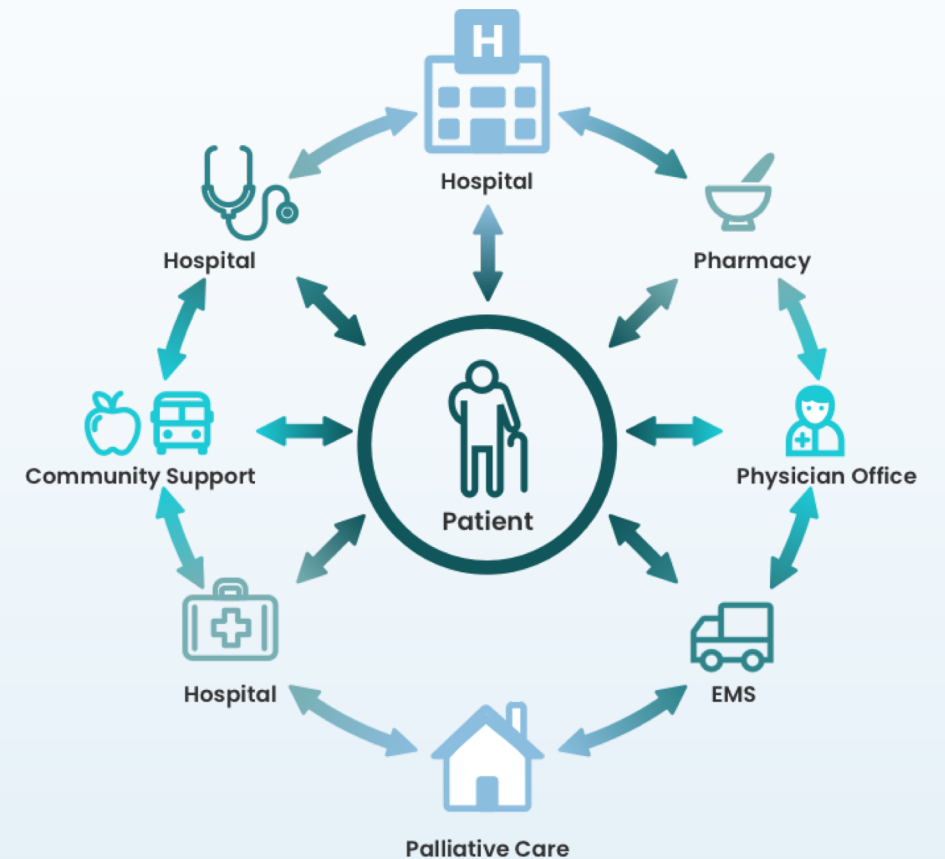 H
Hospital
Hospital
Pharmacy
Community Support
Patient
Physician Office
Hospital
EMS
Palliative Care